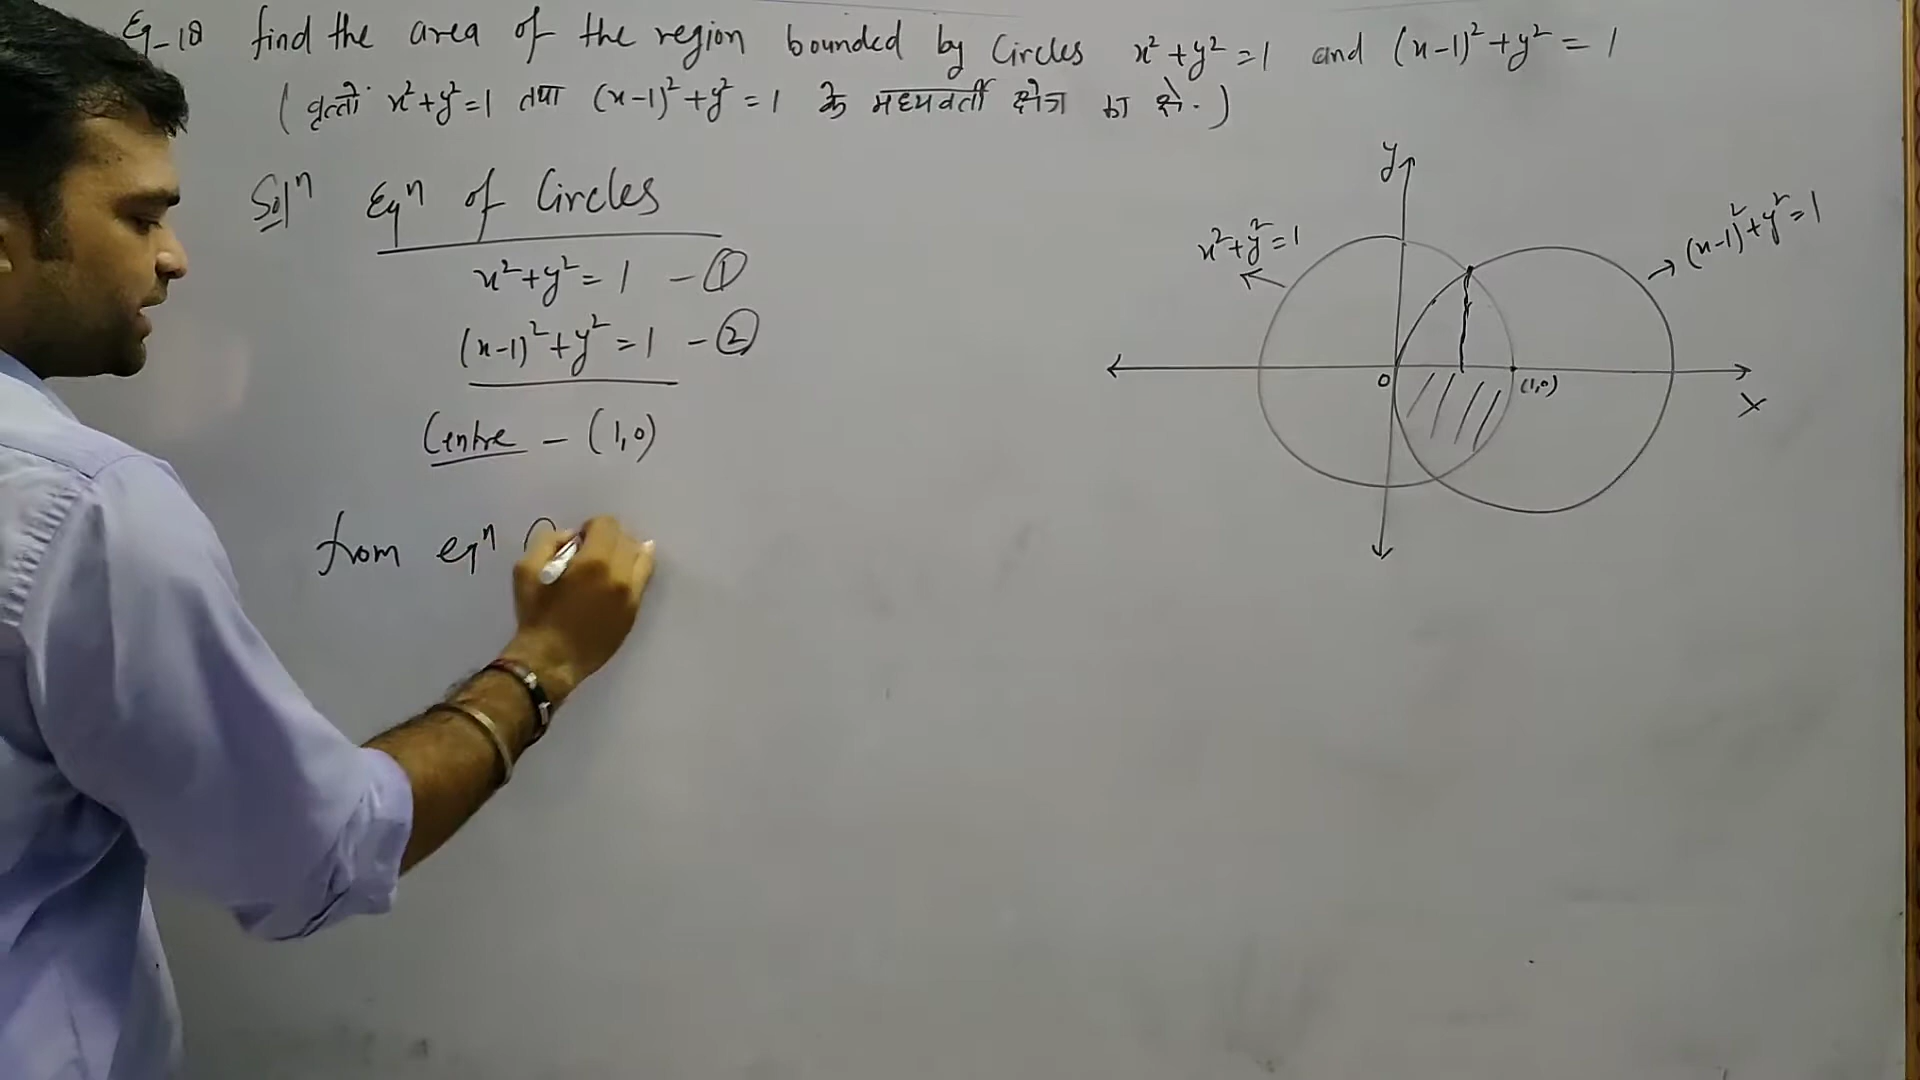 Eg-18 find the area of the region bounded by Circles x²+y²=1 and (x-1)²+y²=1
(वृत्तों x²+y²=1 तथा (x-1)²+y²=1 के मध्यवर्ती क्षेत्र का क्षे.)
Solⁿ Eqⁿ of Circles
x²+y²=1 -①
(x-1)²+y²=1 -②
Centre - (1,0)
from eqⁿ
y
x²+y²=1
(x-1)²+y²=1
O
(1,0)
X